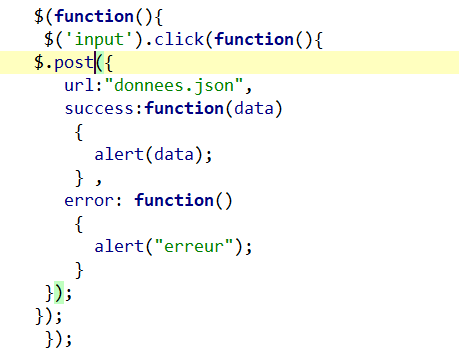 $(function(){
$('input').click(function(){
$.post({
url:"donnees.json",
success:function(data)
{
alert(data);
} ,
error: function()
{
alert("erreur");
}
});
});
});